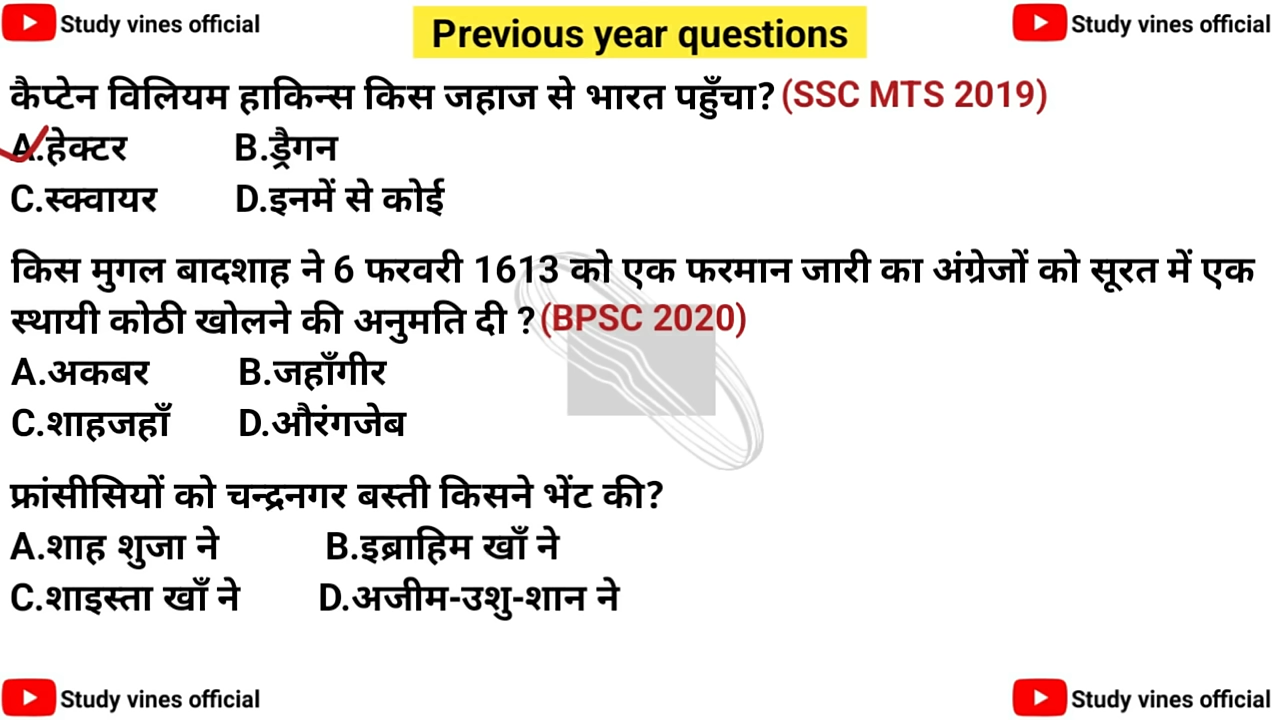 Study vines official
Previous year questions
Study vines official
कैप्टेन विलियम हाकिन्स किस जहाज से भारत पहुँचा? (SSC MTS 2019)
A.हेक्टर B.ड्रैगन
C.स्क्वायर D.इनमें से कोई
किस मुगल बादशाह ने 6 फरवरी 1613 को एक फरमान जारी का अंग्रेजों को सूरत में एक
स्थायी कोठी खोलने की अनुमति दी ? (BPSC 2020)
A.अकबर B.जहाँगीर
C.शाहजहाँ D.औरंगजेब
फ्रांसीसियों को चन्द्रनगर बस्ती किसने भेंट की?
A.शाह शुजा ने B.इब्राहिम खाँ ने
C.शाइस्ता खाँ ने D.अजीम-उशु-शान ने
Study vines official
Study vines official